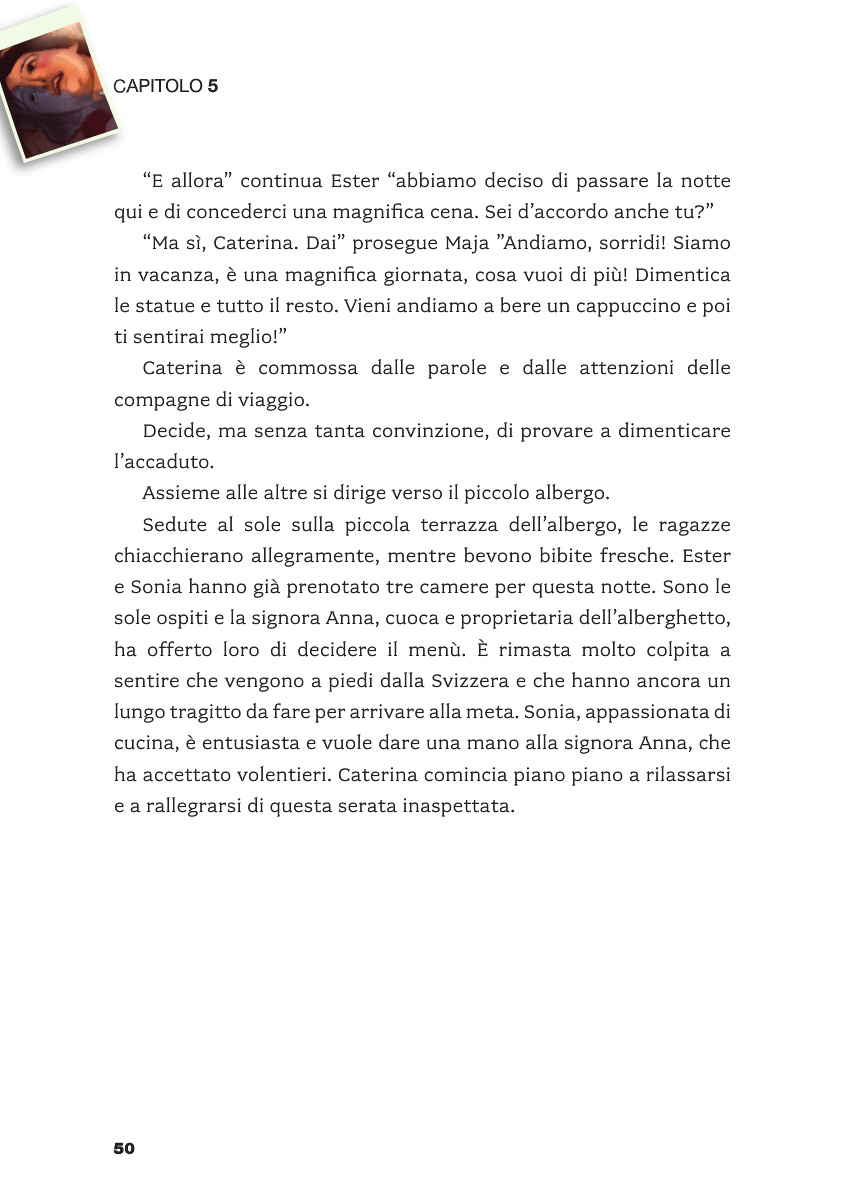 CAPITOLO 5
“E allora” continua Ester “abbiamo deciso di passare la notte
qui e di concederci una magnifica cena. Sei d’accordo anche tu?”
“Ma sì, Caterina. Dai” prosegue Maja ”Andiamo, sorridi! Siamo
in vacanza, è una magnifica giornata, cosa vuoi di più! Dimentica
le statue e tutto il resto. Vieni andiamo a bere un cappuccino e poi
ti sentirai meglio!”
Caterina è commossa dalle parole e dalle attenzioni delle
compagne di viaggio.
Decide, ma senza tanta convinzione, di provare a dimenticare
l’accaduto.
Assieme alle altre si dirige verso il piccolo albergo.
Sedute al sole sulla piccola terrazza dell’albergo, le ragazze
chiacchierano allegramente, mentre bevono bibite fresche. Ester
e Sonia hanno già prenotato tre camere per questa notte. Sono le
sole ospiti e la signora Anna, cuoca e proprietaria dell’alberghetto,
ha offerto loro di decidere il menù. È rimasta molto colpita a
sentire che vengono a piedi dalla Svizzera e che hanno ancora un
lungo tragitto da fare per arrivare alla meta. Sonia, appassionata di
cucina, è entusiasta e vuole dare una mano alla signora Anna, che
ha accettato volentieri. Caterina comincia piano piano a rilassarsi
e a rallegrarsi di questa serata inaspettata.
50